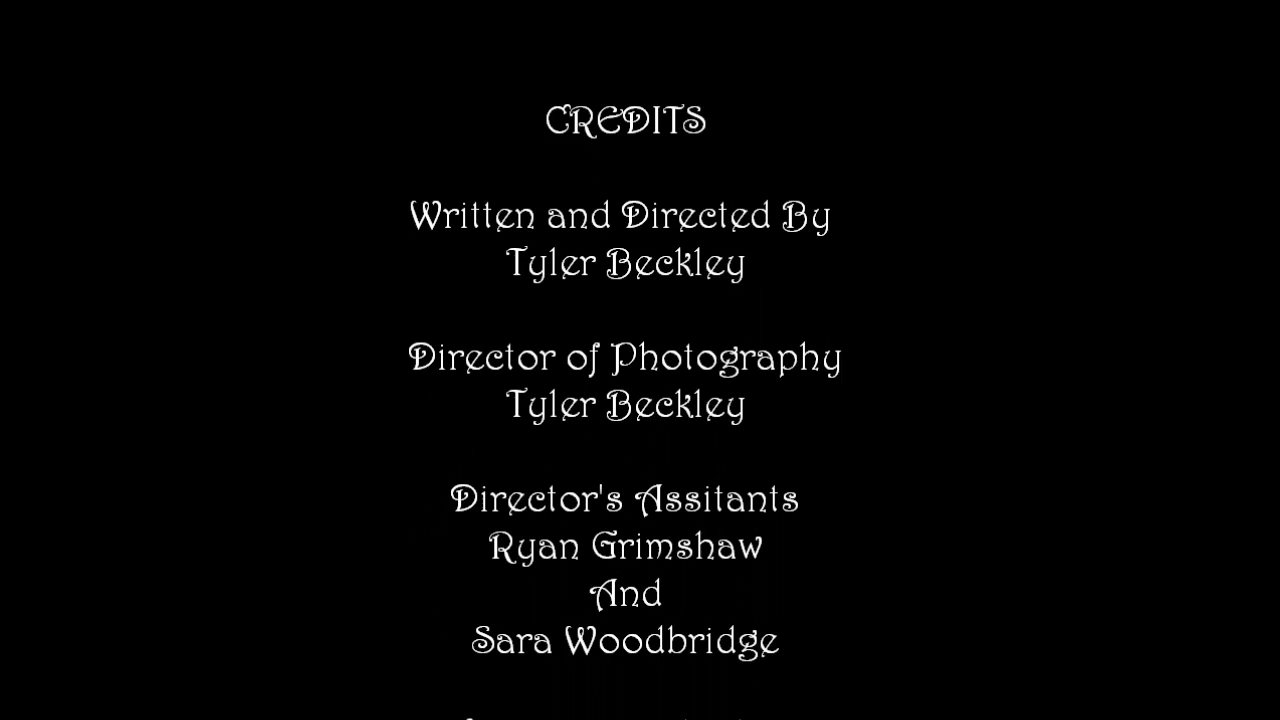 CREDITS
Written and Directed By
Tyler Beckley
Director of Photography
Tyler Beckley
Director's Assitants
Ryan Grimshaw
And
Sara Woodbridge